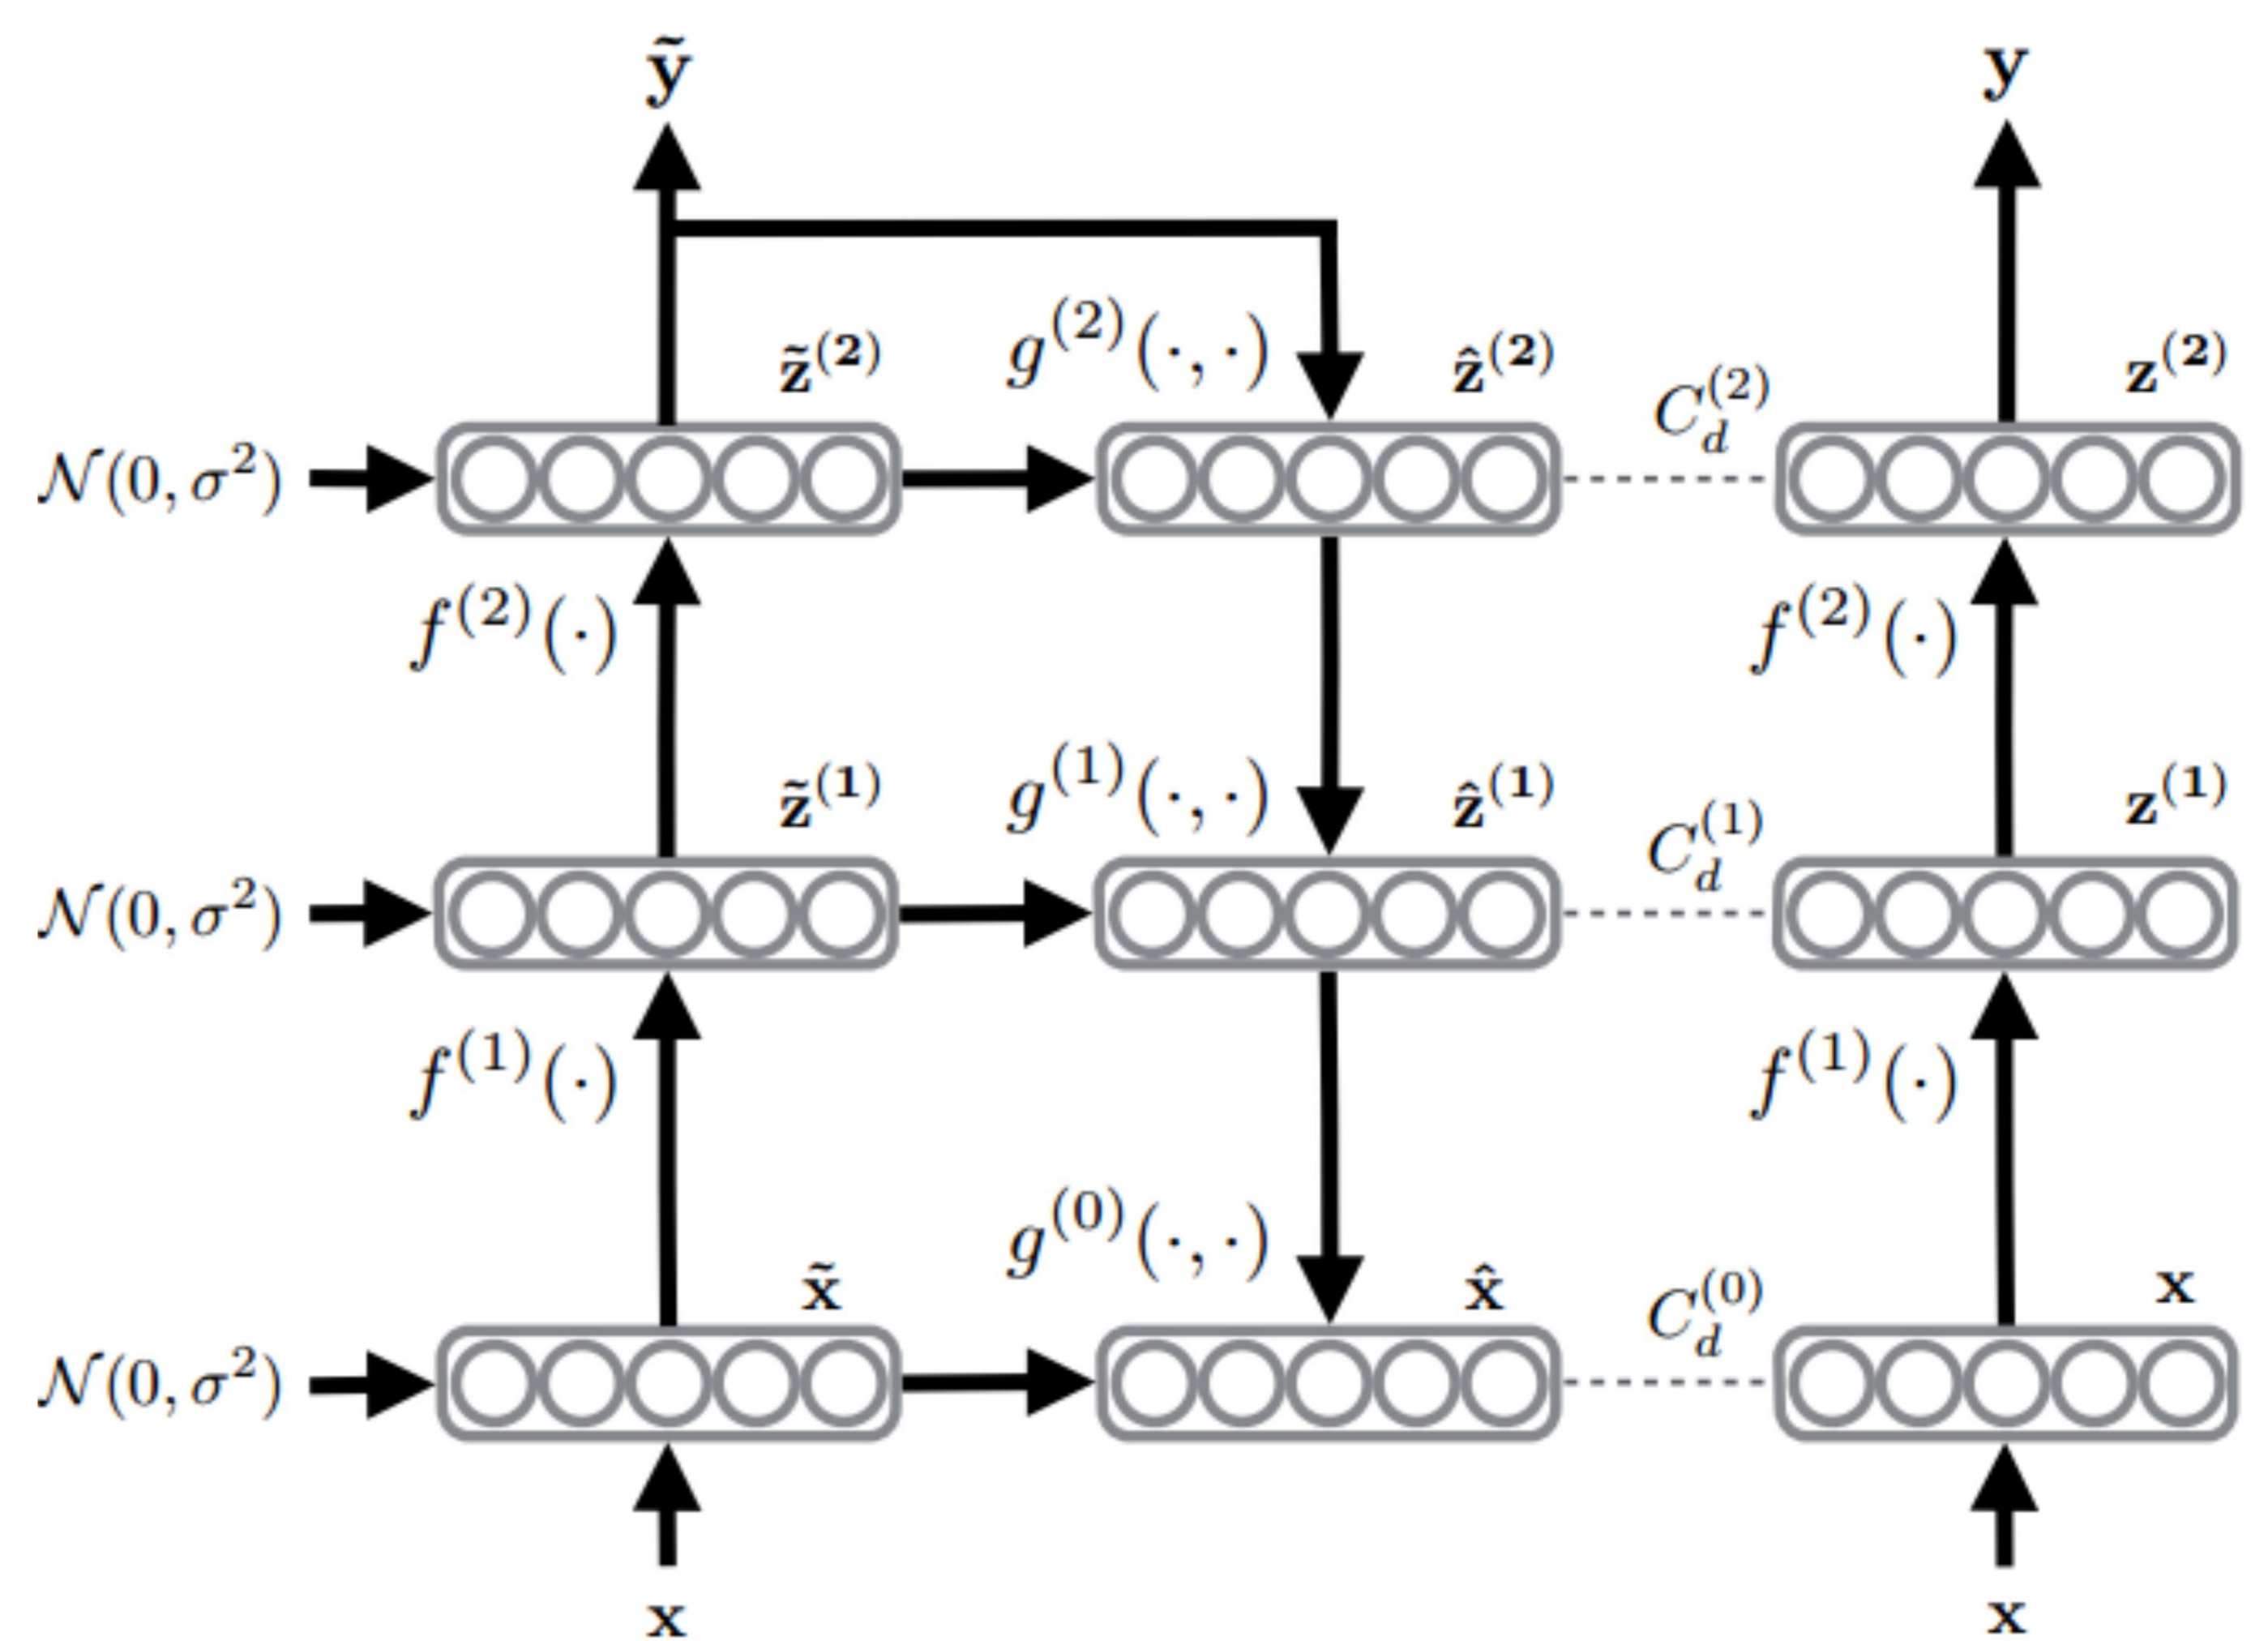 ỹ y
g^(2)(·,·)
z̃^(2) ẑ^(2) C_d^(2) z^(2)
N(0, σ²)
f^(2)(·) f^(2)(·)
g^(1)(·,·)
z̃^(1) ẑ^(1) C_d^(1) z^(1)
N(0, σ²)
f^(1)(·) f^(1)(·)
g^(0)(·,·)
x̃ x̂ C_d^(0) x
N(0, σ²)
x x